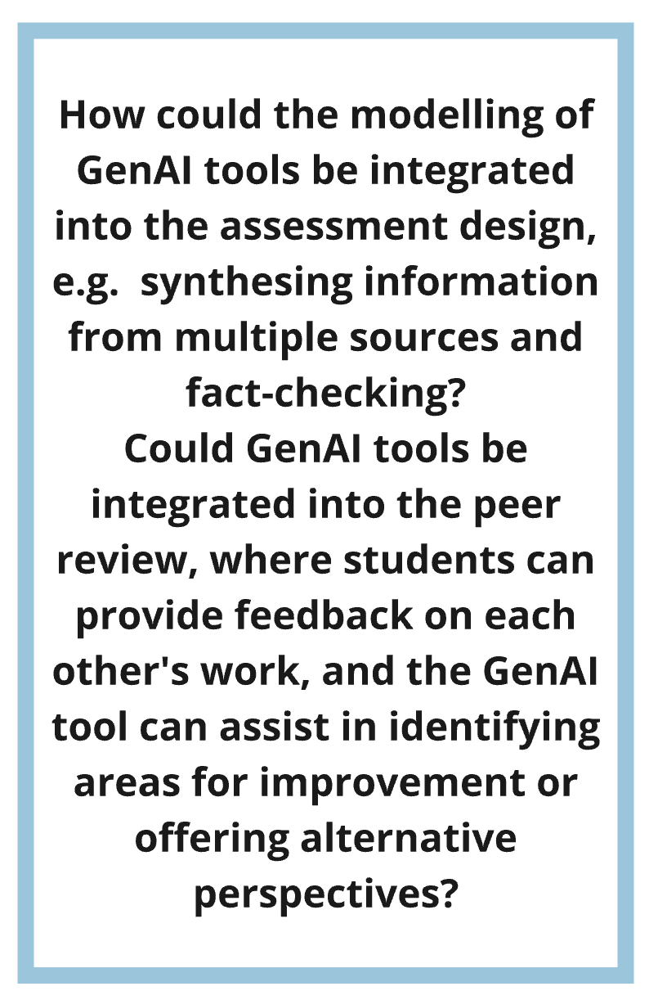 How could the modelling of
GenAI tools be integrated
into the assessment design,
e.g.  synthesing information
from multiple sources and
fact-checking?
Could GenAI tools be
integrated into the peer
review, where students can
provide feedback on each
other's work, and the GenAI
tool can assist in identifying
areas for improvement or
offering alternative
perspectives?